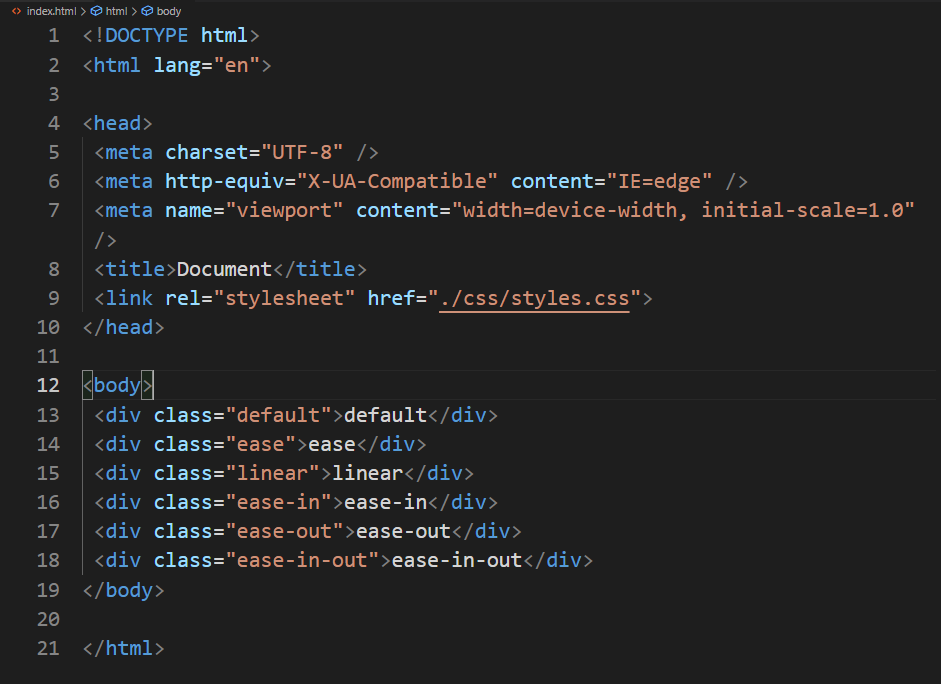 index.html > html > body
1 <!DOCTYPE html>
2 <html lang="en">
3
4 <head>
5 <meta charset="UTF-8" />
6 <meta http-equiv="X-UA-Compatible" content="IE=edge" />
7 <meta name="viewport" content="width=device-width, initial-scale=1.0"
/>
8 <title>Document</title>
9 <link rel="stylesheet" href="./css/styles.css">
10 </head>
11
12 <body>
13 <div class="default">default</div>
14 <div class="ease">ease</div>
15 <div class="linear">linear</div>
16 <div class="ease-in">ease-in</div>
17 <div class="ease-out">ease-out</div>
18 <div class="ease-in-out">ease-in-out</div>
19 </body>
20
21 </html>